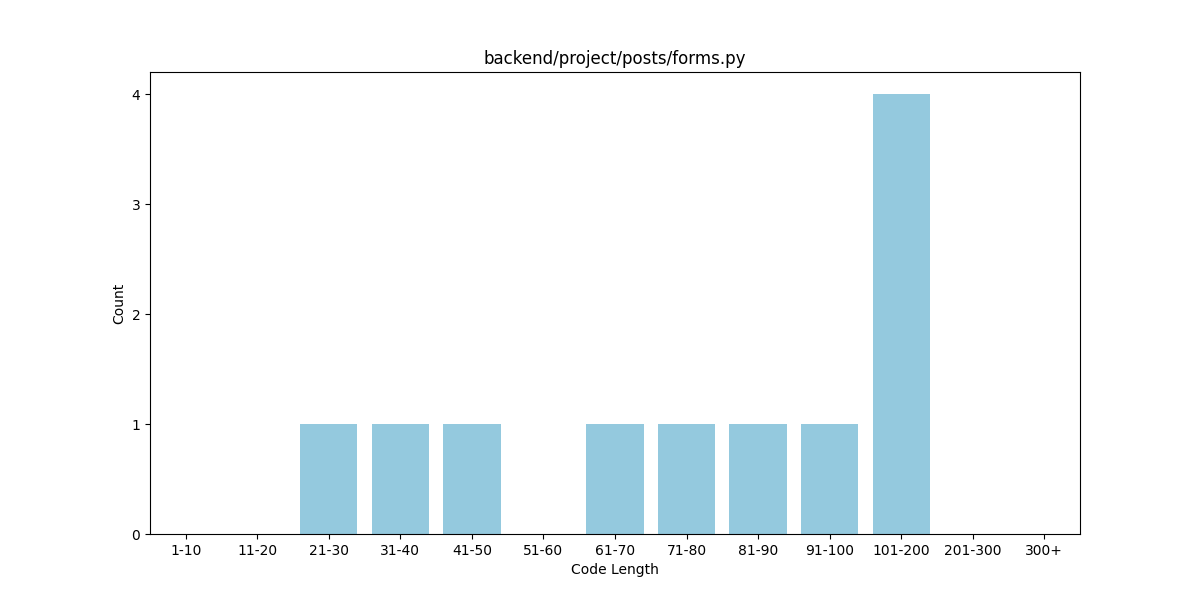 backend/project/posts/forms.py
4
3
2
1
0
Count
1-10 11-20 21-30 31-40 41-50 51-60 61-70 71-80 81-90 91-100 101-200 201-300 300+
Code Length